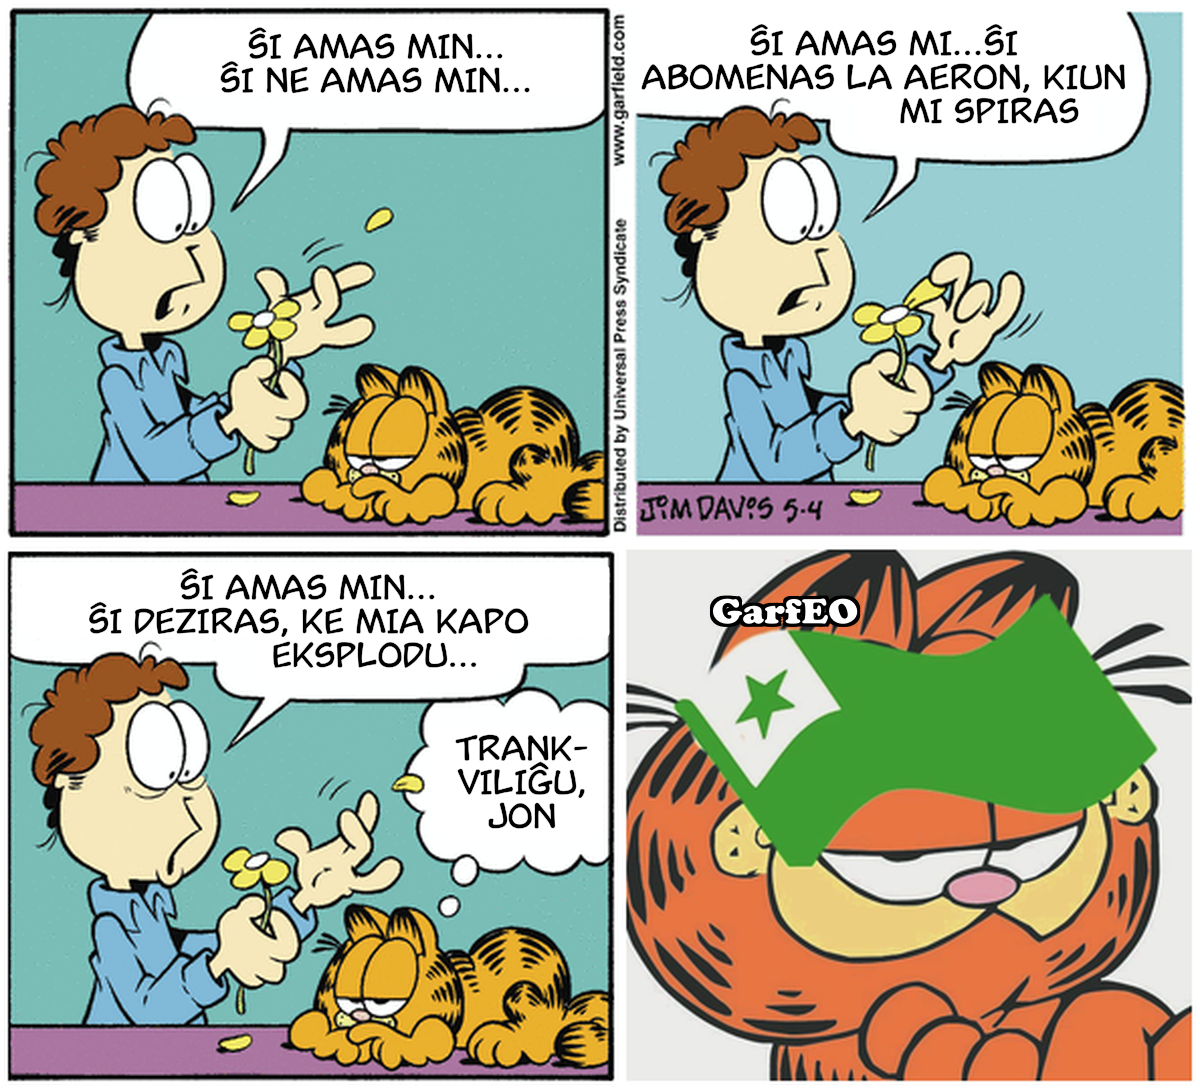 ŜI AMAS MIN...
ŜI NE AMAS MIN...
www.garfield.com
Distributed by Universal Press Syndicate
ŜI AMAS MI...ŜI
ABOMENAS LA AERON, KIUN
MI SPIRAS
JIM DAVIS 5-4
ŜI AMAS MIN...
ŜI DEZIRAS, KE MIA KAPO
EKSPLODU...
TRANK-
VILIĜU,
JON
GarfEO